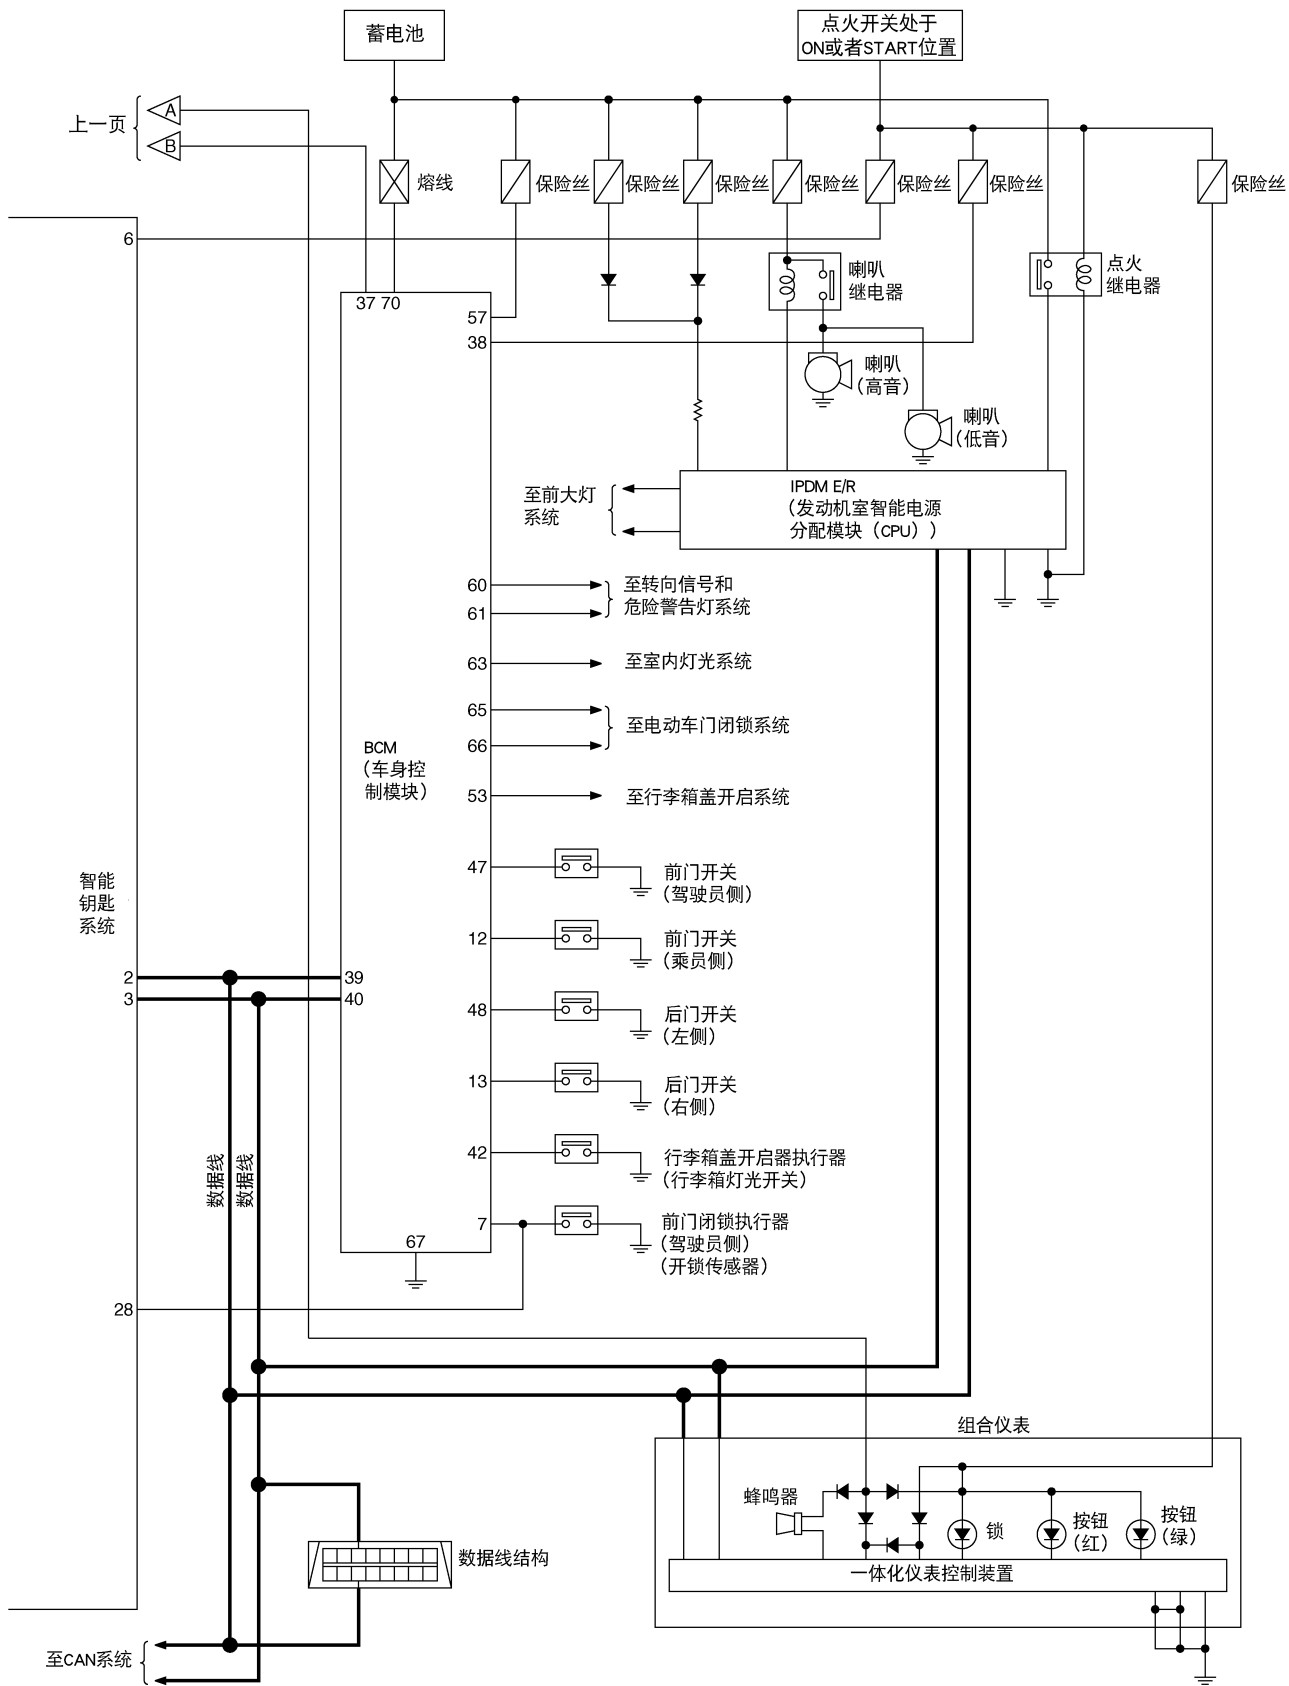 蓄电池
点火开关处于
ON或者START位置
上一页
A
B
熔线
保险丝
保险丝
保险丝
保险丝
保险丝
保险丝
保险丝
6
喇叭
继电器
点火
继电器
37 70
57
38
喇叭
(高音)
喇叭
(低音)
至前大灯
系统
IPDM E/R
(发动机室智能电源
分配模块（CPU）)
60
61
至转向信号和
危险警告灯系统
63
至室内灯光系统
65
66
至电动车门闭锁系统
BCM
(车身控
制模块)
53
至行李箱盖开启系统
47
前门开关
(驾驶员侧)
智能
钥匙
系统
12
前门开关
(乘员侧)
2
3
39
40
48
后门开关
(左侧)
13
后门开关
(右侧)
数据线
数据线
42
行李箱盖开启器执行器
(行李箱灯光开关)
7
前门闭锁执行器
(驾驶员侧)
(开锁传感器)
67
28
组合仪表
蜂鸣器
锁
按钮
(红)
按钮
(绿)
数据线结构
一体化仪表控制装置
至CAN系统